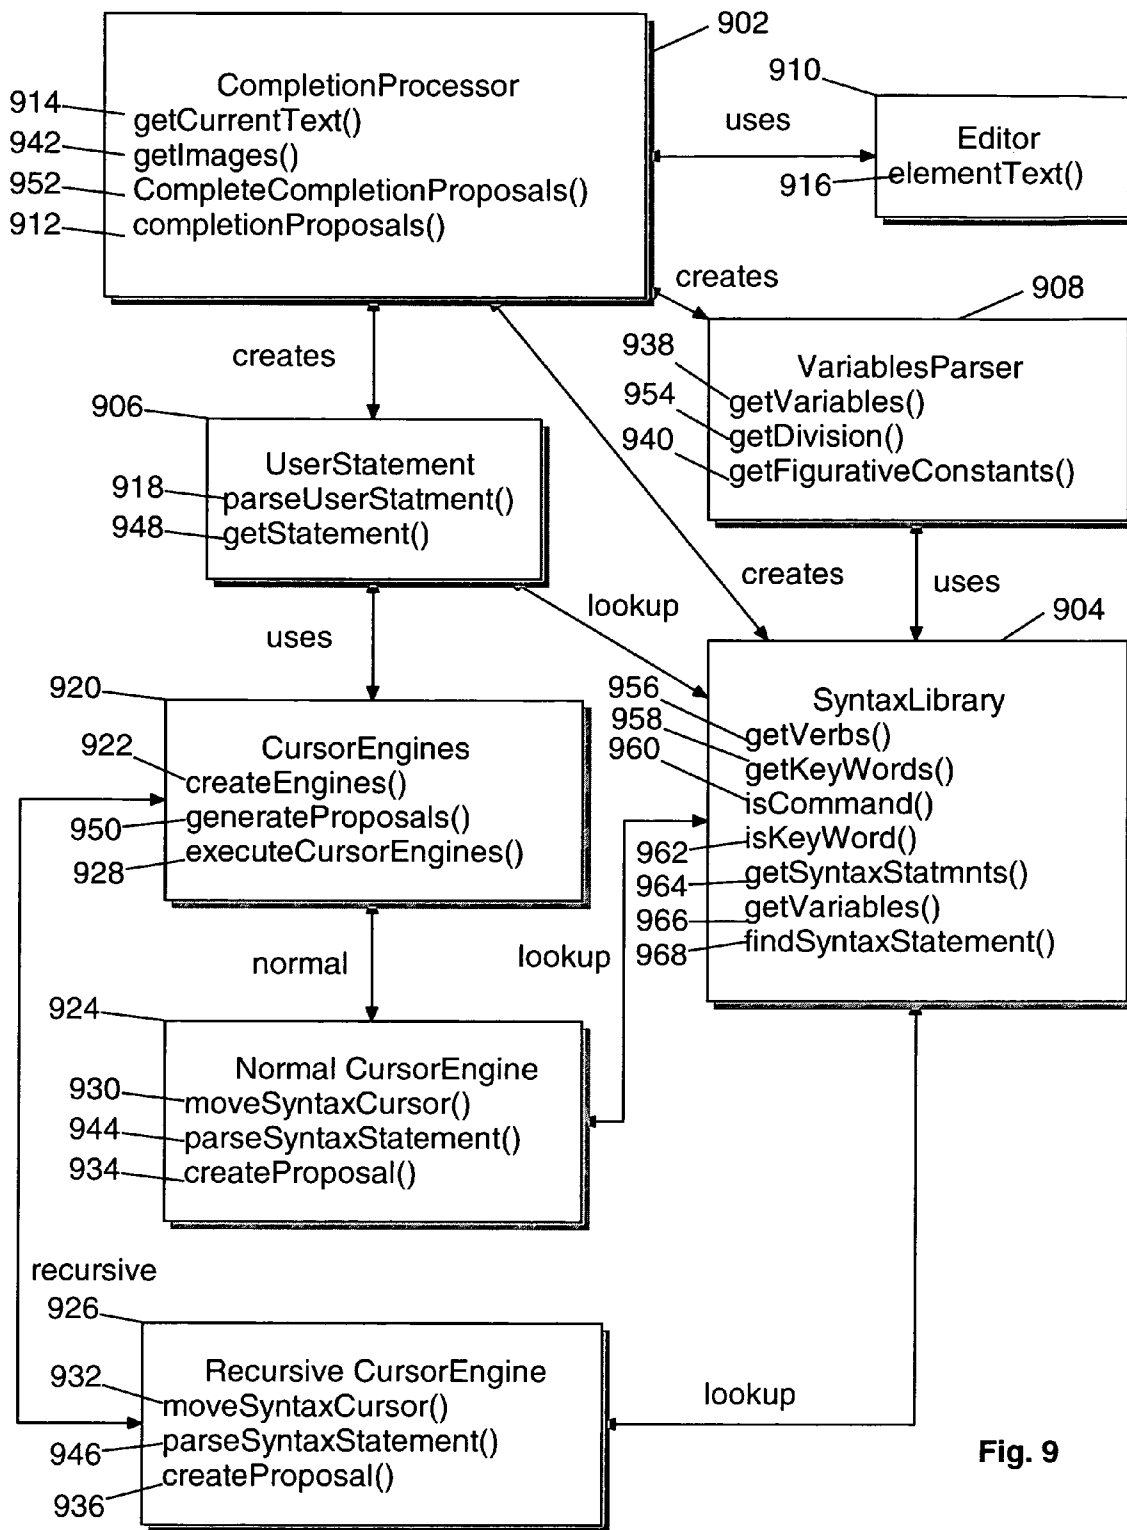 902
CompletionProcessor
914 getCurrentText()
942 getImages()
952 CompleteCompletionProposals()
912 completionProposals()
910
uses
Editor
916 elementText()
creates
908
creates
VariablesParser
938 getVariables()
954 getDivision()
940 getFigurativeConstants()
906
UserStatement
918 parseUserStatment()
948 getStatement()
creates
uses
lookup
904
uses
SyntaxLibrary
956 getVerbs()
958 getKeyWords()
960 isCommand()
962 isKeyWord()
964 getSyntaxStatmnts()
966 getVariables()
968 findSyntaxStatement()
920
CursorEngines
922 createEngines()
950 generateProposals()
928 executeCursorEngines()
normal
lookup
924
Normal CursorEngine
930 moveSyntaxCursor()
944 parseSyntaxStatement()
934 createProposal()
recursive
926
Recursive CursorEngine
932 moveSyntaxCursor()
946 parseSyntaxStatement()
936 createProposal()
lookup
Fig. 9